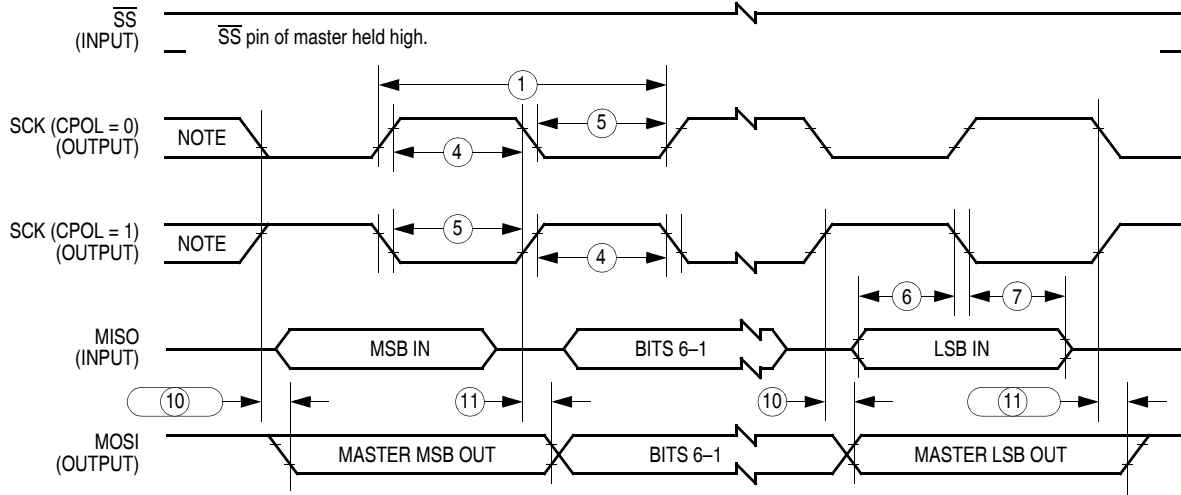 SS
(INPUT)
SS pin of master held high.
1
SCK (CPOL = 0)
(OUTPUT)
NOTE
5
4
SCK (CPOL = 1)
(OUTPUT)
NOTE
5
4
6
7
MISO
(INPUT)
MSB IN
BITS 6–1
LSB IN
10
11
10
11
MOSI
(OUTPUT)
MASTER MSB OUT
BITS 6–1
MASTER LSB OUT